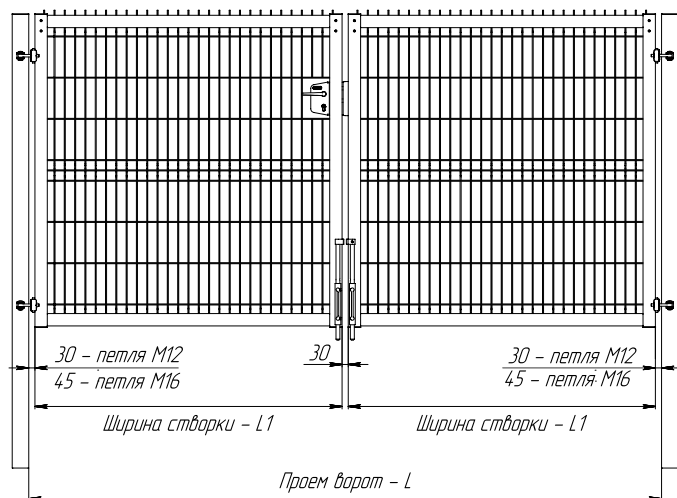 30 – петля М12
45 – петля М16
30
30 – петля М12
45 – петля М16
Ширина створки – L1
Ширина створки – L1
Проем ворот – L